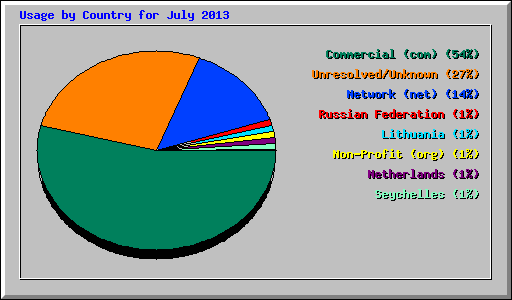 Usage by Country for July 2013
Commercial (com) (54%)
Unresolved/Unknown (27%)
Network (net) (14%)
Russian Federation (1%)
Lithuania (1%)
Non-Profit (org) (1%)
Netherlands (1%)
Seychelles (1%)